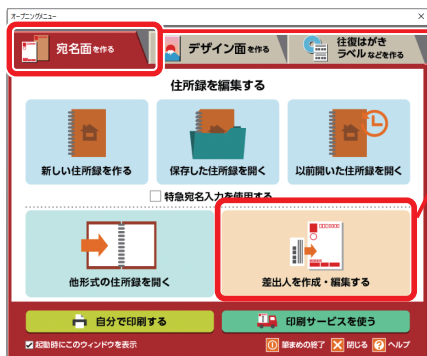 オープニングメニュー
宛名面を作る
デザイン面を作る
往復はがき
ラベルなどを作る
住所録を編集する
新しい住所録を作る
保存した住所録を開く
以前開いた住所録を開く
特急宛名入力を使用する
他形式の住所録を開く
差出人を作成・編集する
自分で印刷する
印刷サービスを使う
起動時にこのウィンドウを表示
筆まめの終了
閉じる
ヘルプ